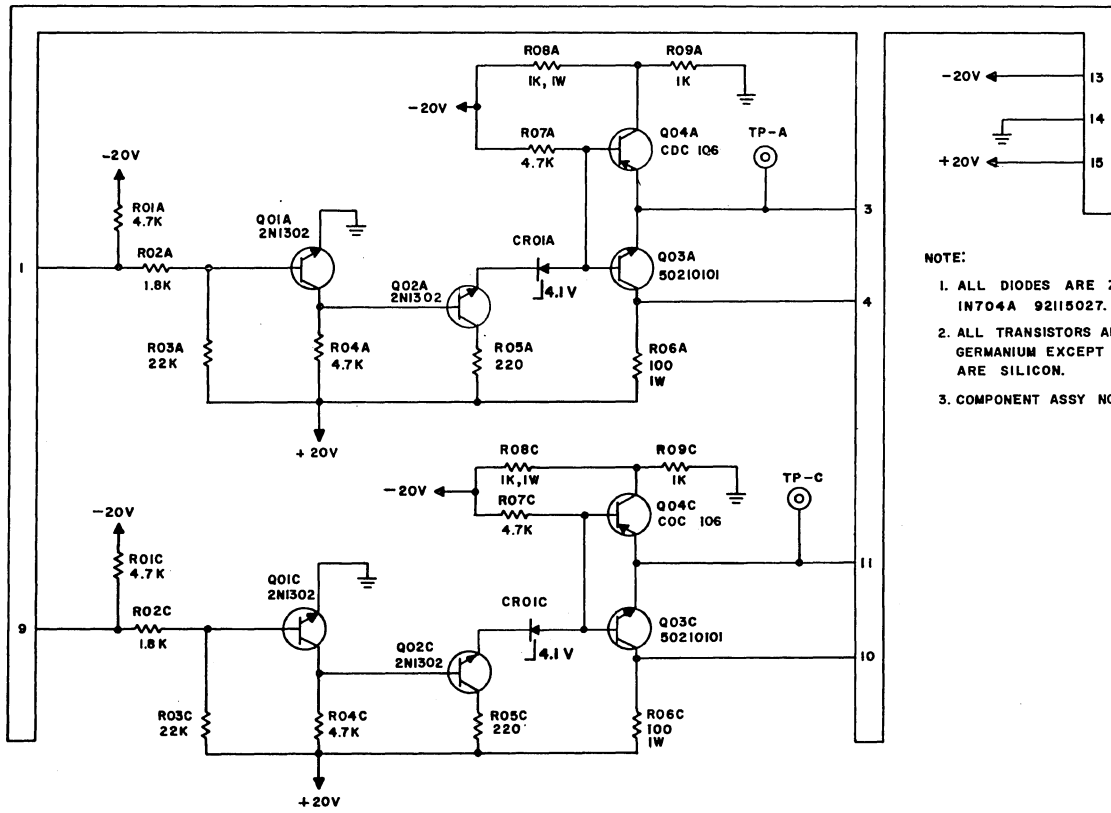 R08A
1K, 1W
R09A
1K
-20V
R07A
4.7K
Q04A
CDC 106
TP-A
-20V
13
14
+20V
15
-20V
R01A
4.7K
Q01A
2N1302
3
1
R02A
1.8K
CR01A
4.1V
Q03A
50210101
Q02A
2N1302
4
R03A
22K
R04A
4.7K
R05A
220
R06A
100
1W
+20V
NOTE:
1. ALL DIODES ARE
1N704A 92115027.
2. ALL TRANSISTORS
GERMANIUM EXCEPT
ARE SILICON.
3. COMPONENT ASSY
R08C
1K, 1W
R09C
1K
-20V
R07C
4.7K
Q04C
COC 106
TP-C
-20V
R01C
4.7K
Q01C
2N1302
11
9
R02C
1.8K
CR01C
4.1V
Q03C
50210101
Q02C
2N1302
10
R03C
22K
R04C
4.7K
R05C
220
R06C
100
1W
+20V